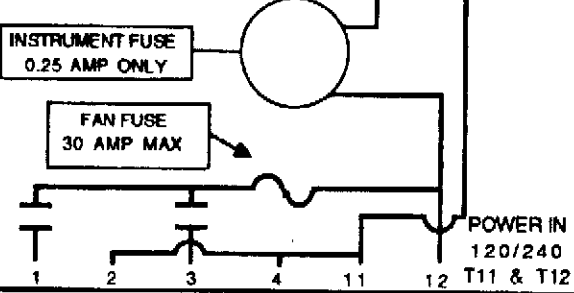 INSTRUMENT FUSE
0.25 AMP ONLY
FAN FUSE
30 AMP MAX
POWER IN
120/240
T11 & T12
1 2 3 4 11 12